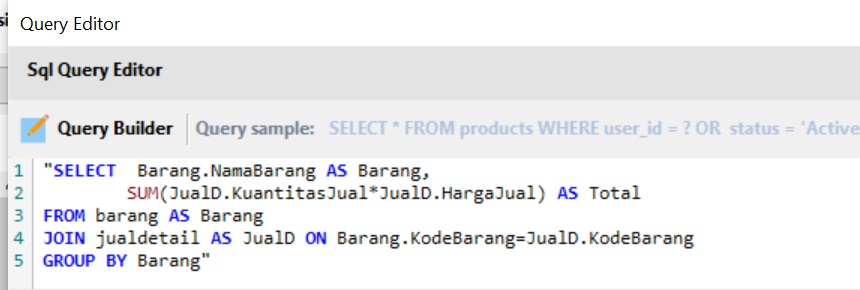 Query Editor
Sql Query Editor
Query Builder Query sample: SELECT * FROM products WHERE user_id = ? OR status = 'Active
1 "SELECT Barang.NamaBarang AS Barang,
2 SUM(JualD.KuantitasJual*JualD.HargaJual) AS Total
3 FROM barang AS Barang
4 JOIN jualdetail AS JualD ON Barang.KodeBarang=JualD.KodeBarang
5 GROUP BY Barang"